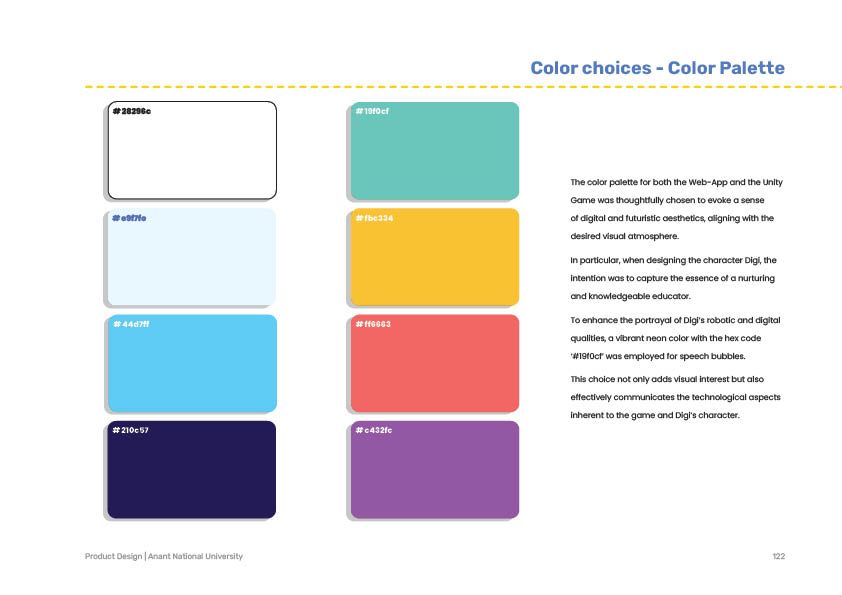 Color choices - Color Palette
#28296c
#19f0cf
#e9f7fe
#fbc334
#44d7ff
#ff6663
#210c57
#c432fc
The color palette for both the Web-App and the Unity
Game was thoughtfully chosen to evoke a sense
of digital and futuristic aesthetics, aligning with the
desired visual atmosphere.
In particular, when designing the character Digi, the
intention was to capture the essence of a nurturing
and knowledgeable educator.
To enhance the portrayal of Digi's robotic and digital
qualities, a vibrant neon color with the hex code
'#19f0cf' was employed for speech bubbles.
This choice not only adds visual interest but also
effectively communicates the technological aspects
inherent to the game and Digi's character.
Product Design | Anant National University
122